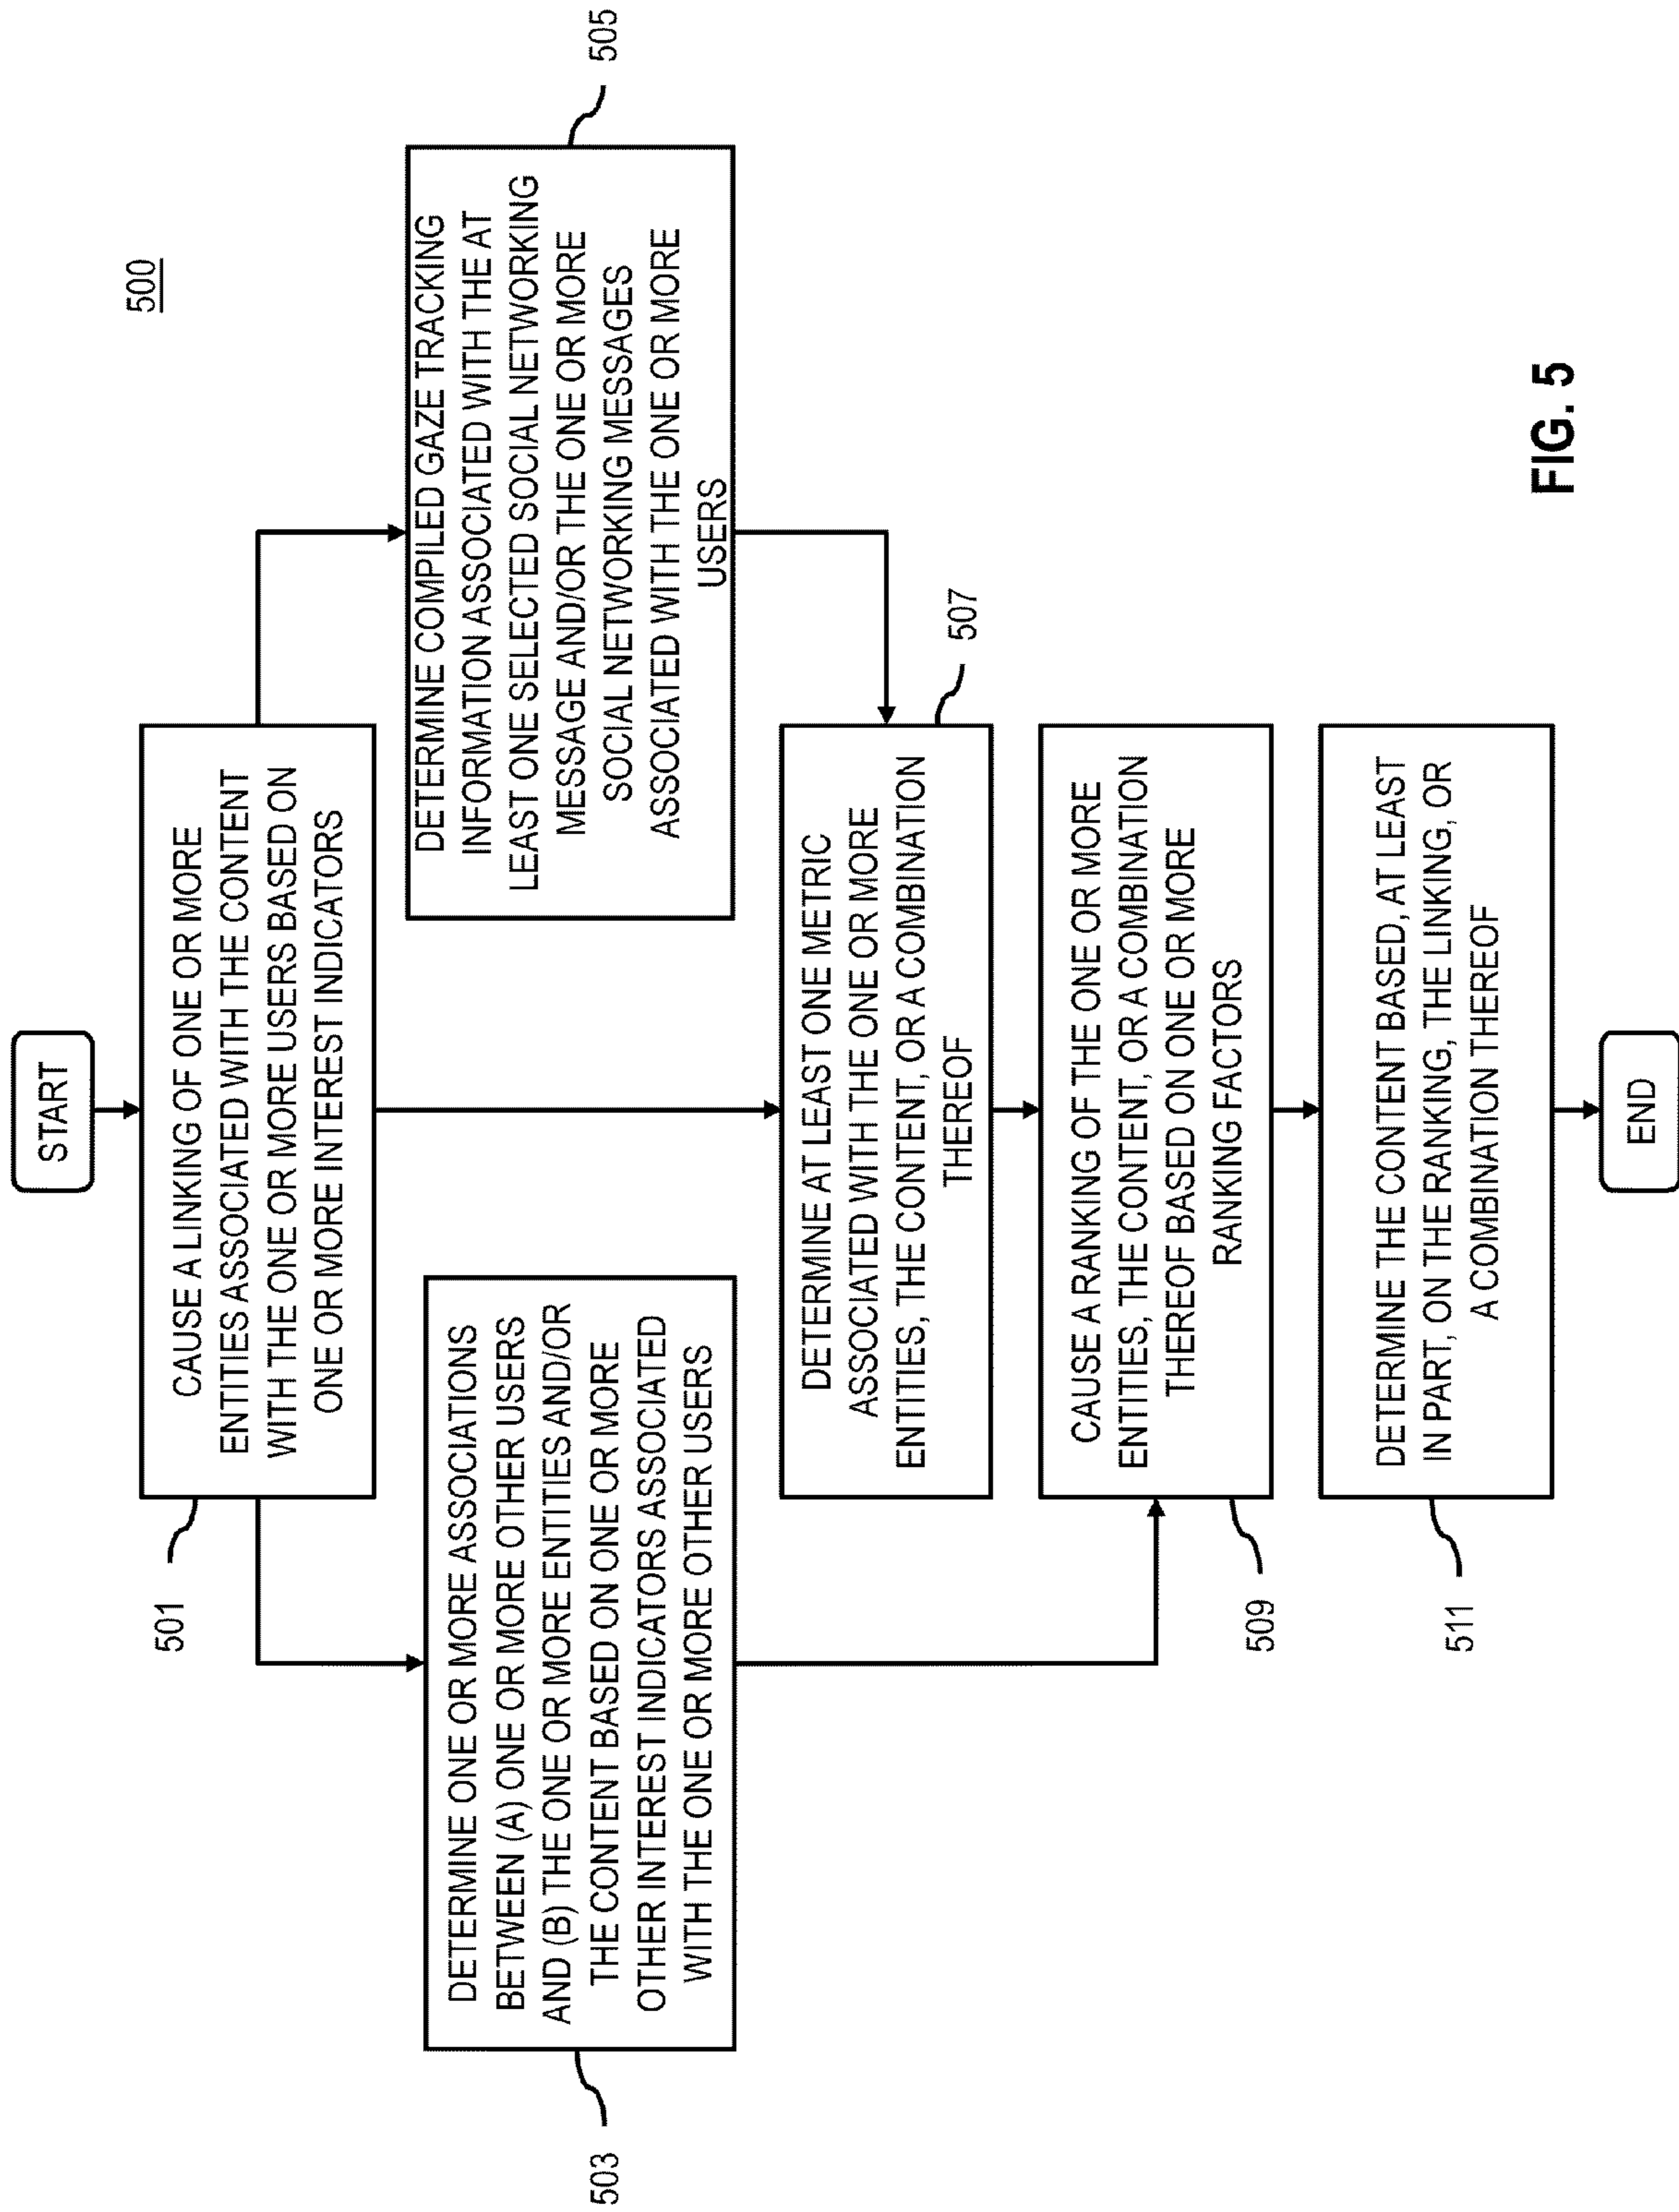 500
START
501
CAUSE A LINKING OF ONE OR MORE
ENTITIES ASSOCIATED WITH THE CONTENT
WITH THE ONE OR MORE USERS BASED ON
ONE OR MORE INTEREST INDICATORS
503
DETERMINE ONE OR MORE ASSOCIATIONS
BETWEEN (A) ONE OR MORE OTHER USERS
AND (B) THE ONE OR MORE ENTITIES AND/OR
THE CONTENT BASED ON ONE OR MORE
OTHER INTEREST INDICATORS ASSOCIATED
WITH THE ONE OR MORE OTHER USERS
505
DETERMINE COMPILED GAZE TRACKING
INFORMATION ASSOCIATED WITH THE AT
LEAST ONE SELECTED SOCIAL NETWORKING
MESSAGE AND/OR THE ONE OR MORE
SOCIAL NETWORKING MESSAGES
ASSOCIATED WITH THE ONE OR MORE
USERS
507
DETERMINE AT LEAST ONE METRIC
ASSOCIATED WITH THE ONE OR MORE
ENTITIES, THE CONTENT, OR A COMBINATION
THEREOF
509
CAUSE A RANKING OF THE ONE OR MORE
ENTITIES, THE CONTENT, OR A COMBINATION
THEREOF BASED ON ONE OR MORE
RANKING FACTORS
511
DETERMINE THE CONTENT BASED, AT LEAST
IN PART, ON THE RANKING, THE LINKING, OR
A COMBINATION THEREOF
END
FIG. 5